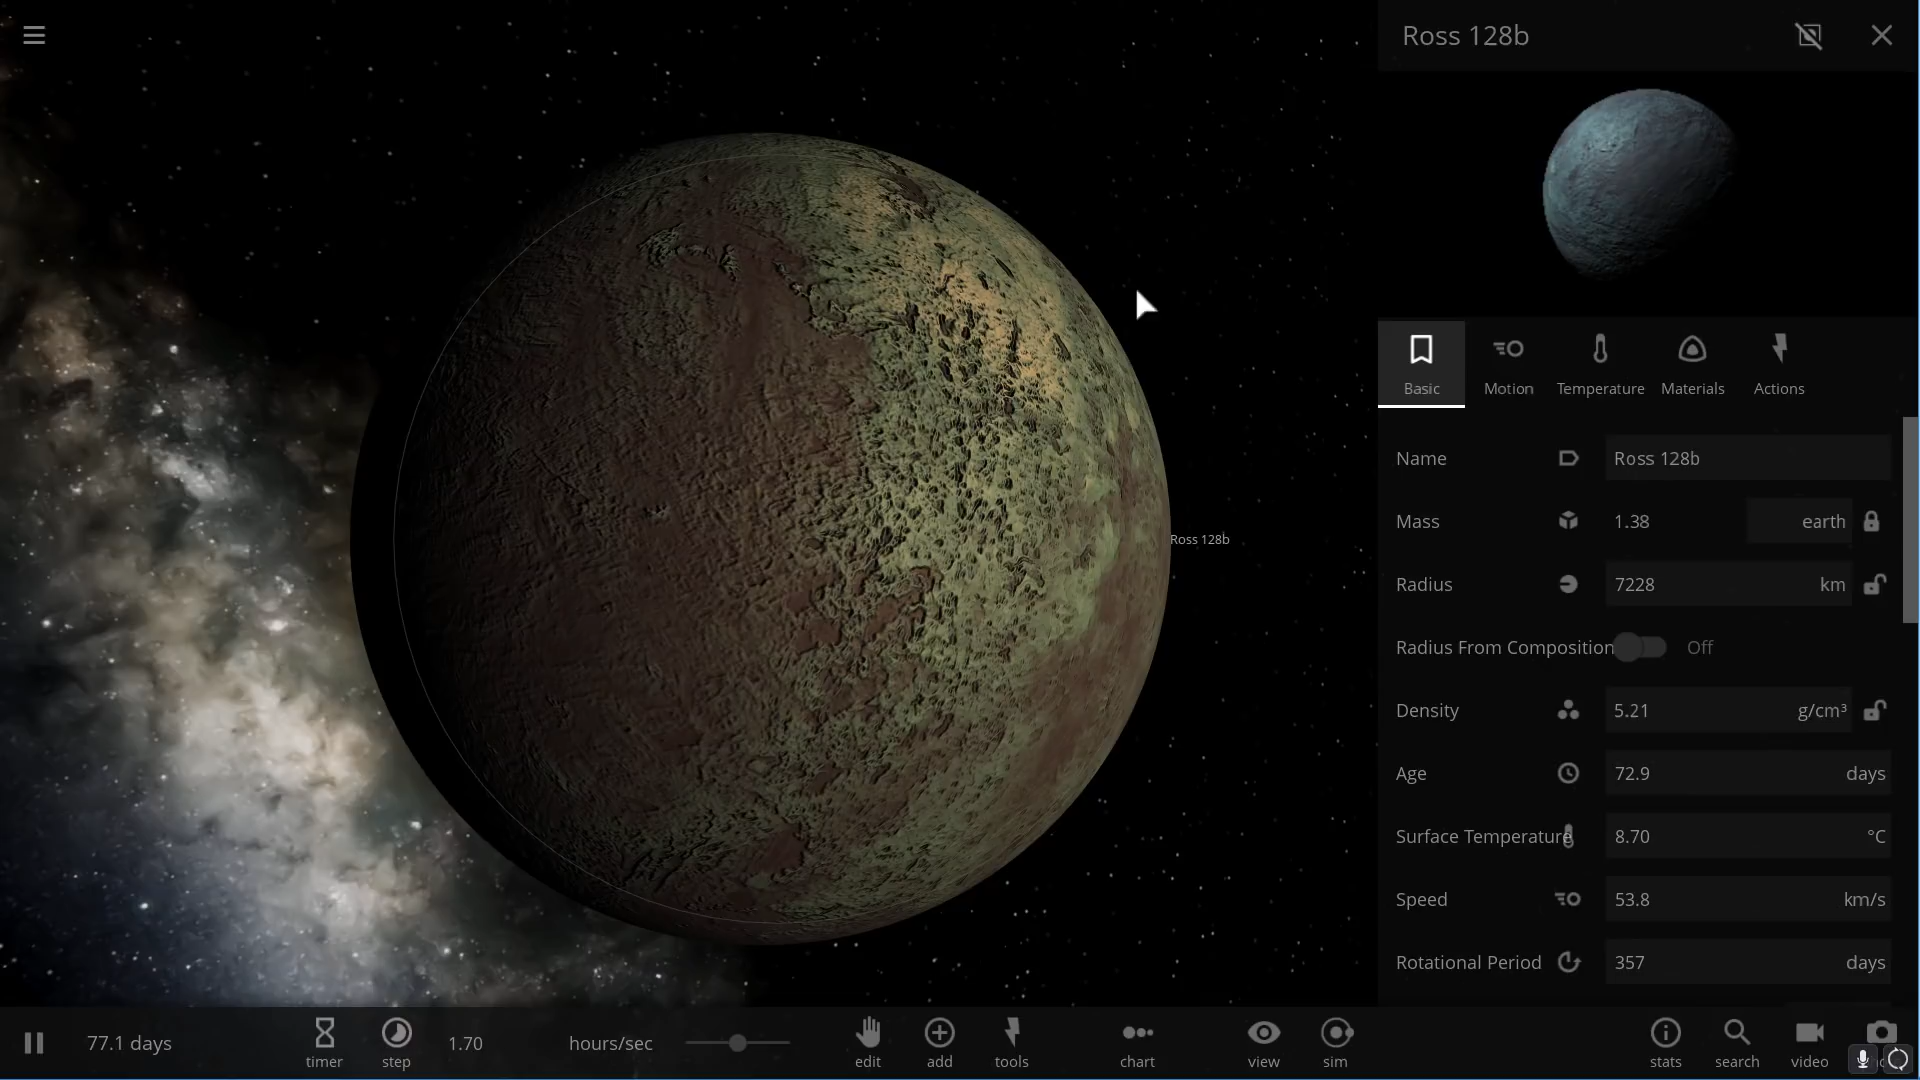 Ross 128b
Basic
Motion
Temperature
Materials
Actions
Name
Ross 128b
Mass
1.38
earth
Ross 128b
Radius
7228
km
Radius From Composition
Off
Density
5.21
g/cm³
Age
72.9
days
Surface Temperature
8.70
°C
Speed
53.8
km/s
Rotational Period
357
days
77.1 days
timer
step
1.70
hours/sec
edit
add
tools
chart
view
sim
stats
search
video